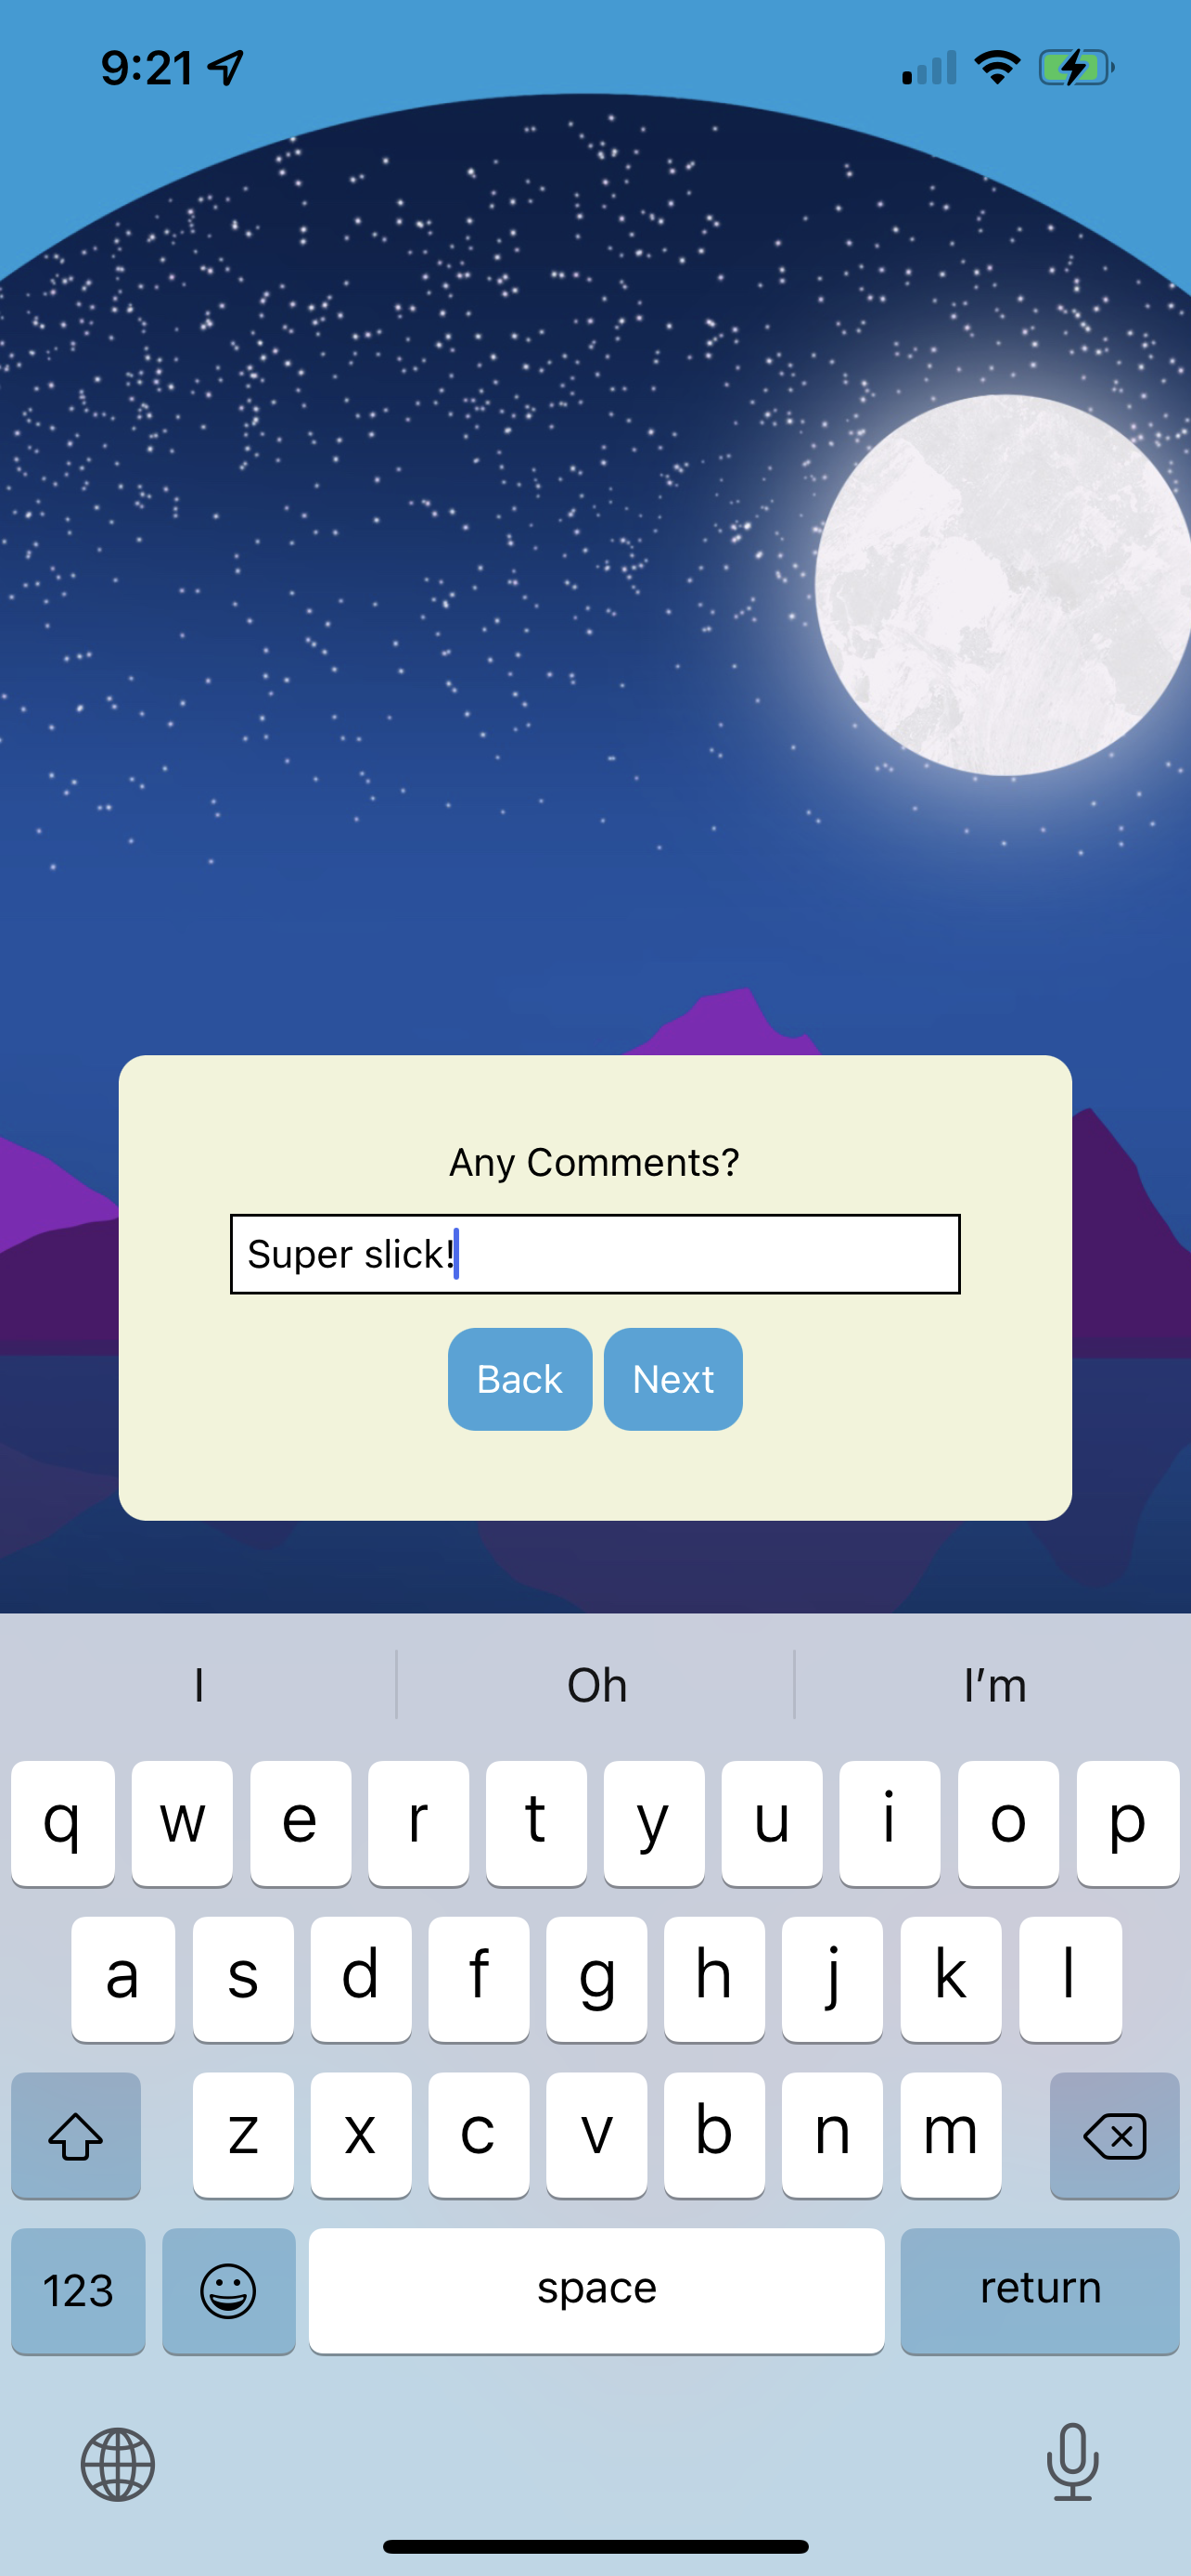 9:21
Any Comments?
Super slick!
Back Next
I Oh I'm
q w e r t y u i o p
a s d f g h j k l
z x c v b n m
123 space return